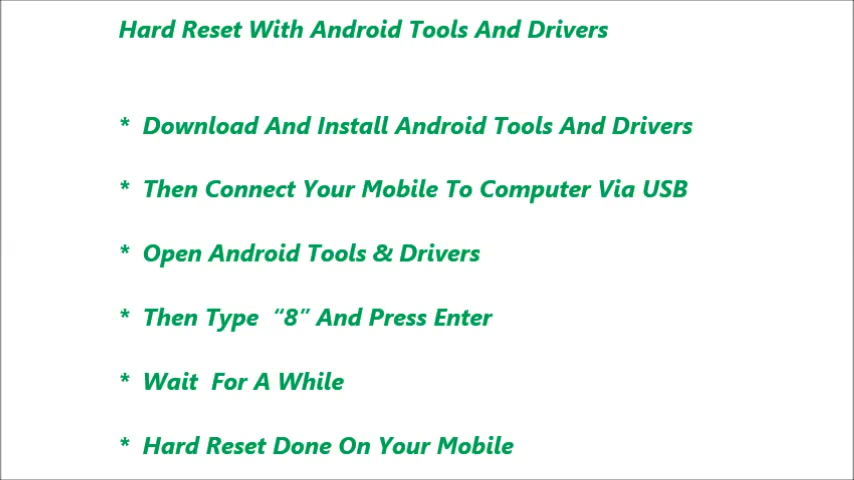 Hard Reset With Android Tools And Drivers
* Download And Install Android Tools And Drivers
* Then Connect Your Mobile To Computer Via USB
* Open Android Tools & Drivers
* Then Type “8” And Press Enter
* Wait For A While
* Hard Reset Done On Your Mobile